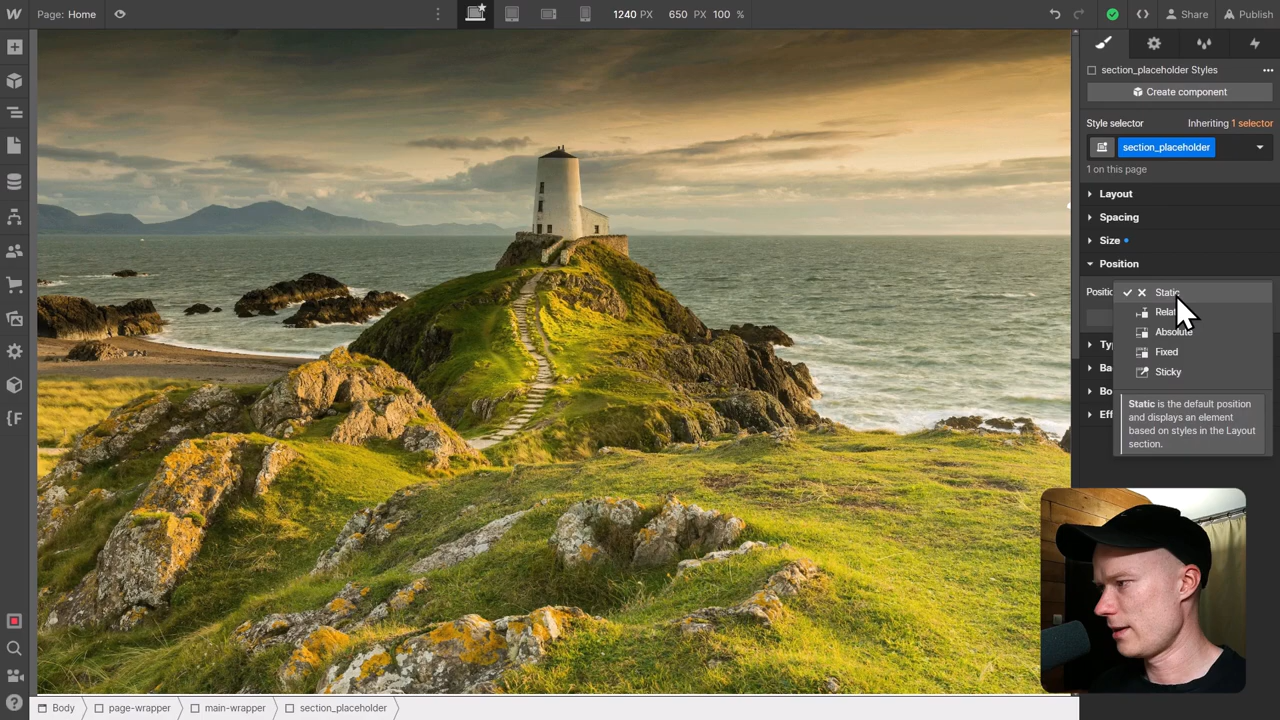 Page: Home
1240 PX 650 PX 100 %
Share
Publish
section_placeholder Styles
Create component
Style selector
Inheriting 1 selector
section_placeholder
1 on this page
Layout
Spacing
Size
Position
Static
Absolute
Fixed
Sticky
Static is the default position
and displays an element
based on styles in the Layout
section.
Body
page-wrapper
main-wrapper
section_placeholder